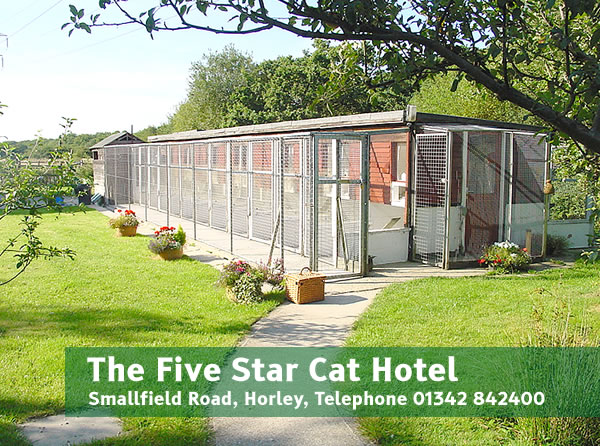 The Five Star Cat Hotel
Smallfield Road, Horley, Telephone 01342 842400